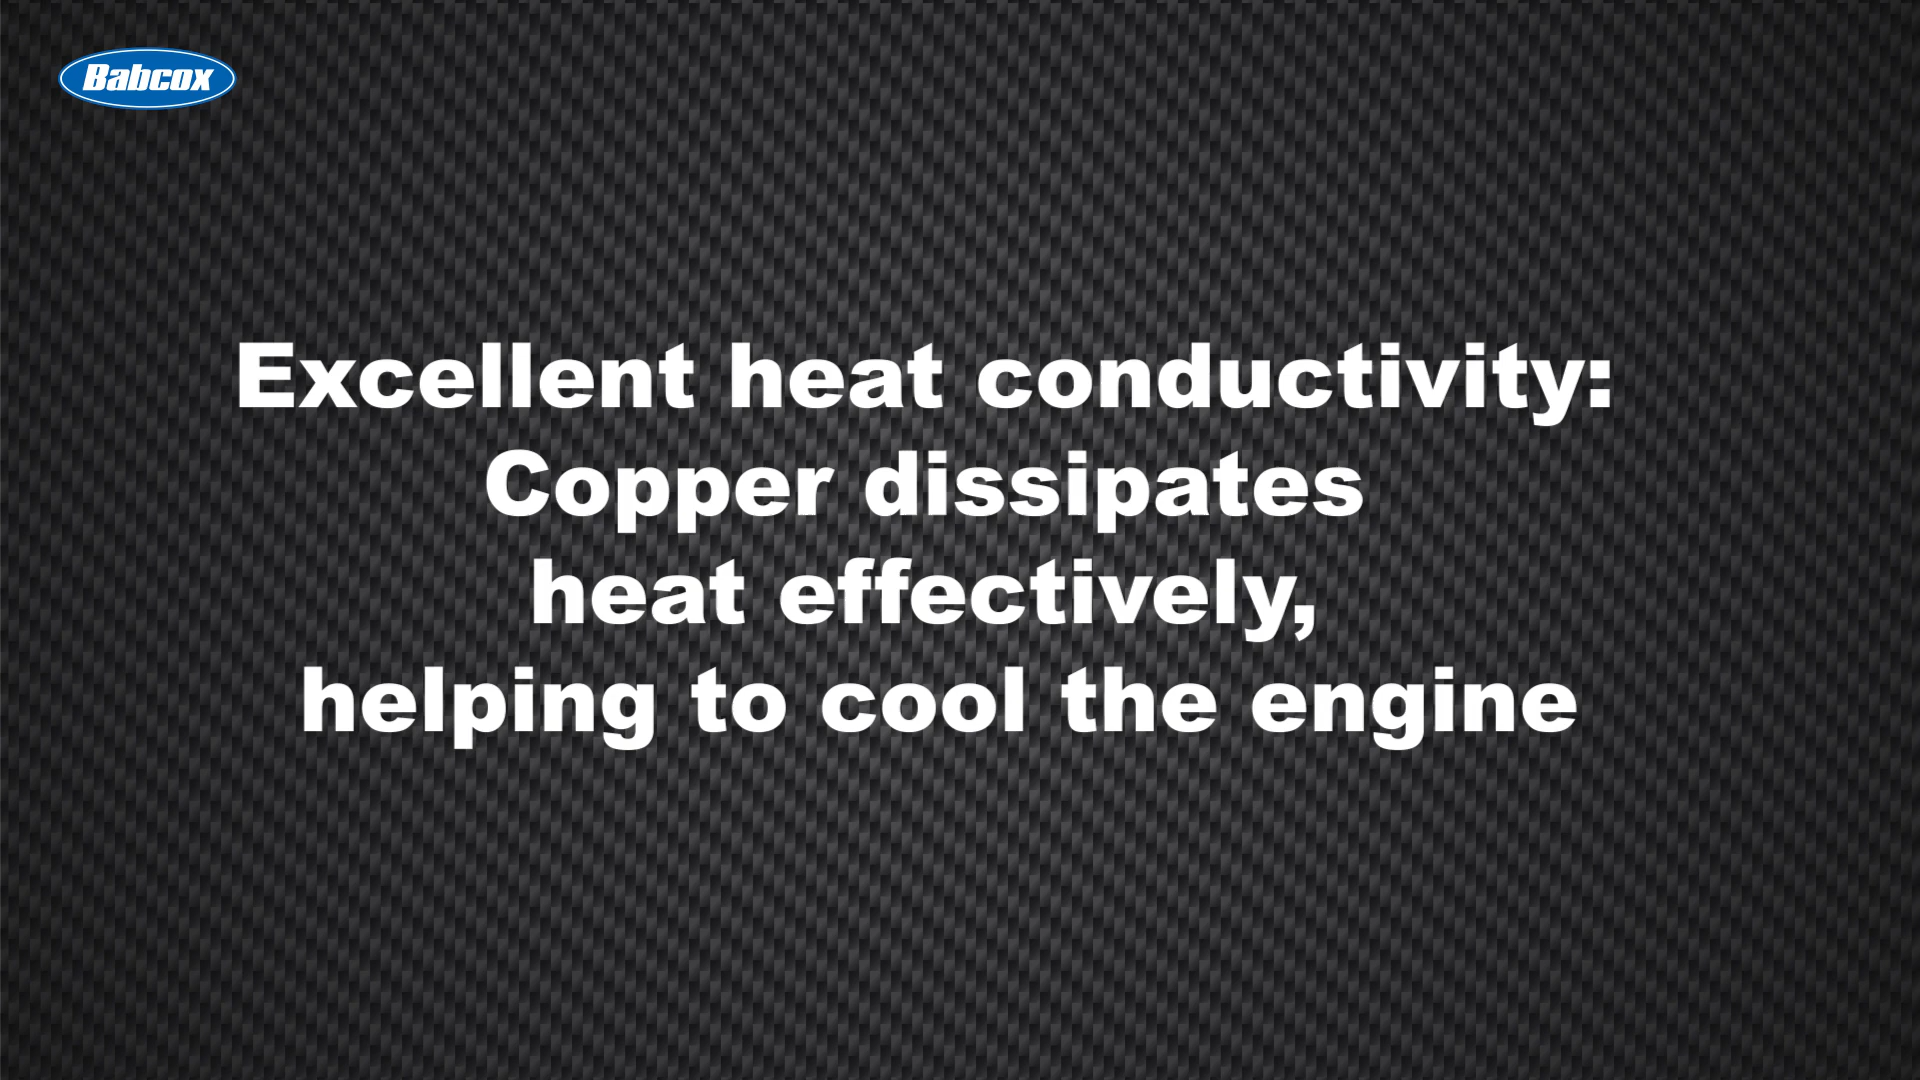 Babcox
Excellent heat conductivity:
Copper dissipates
heat effectively,
helping to cool the engine